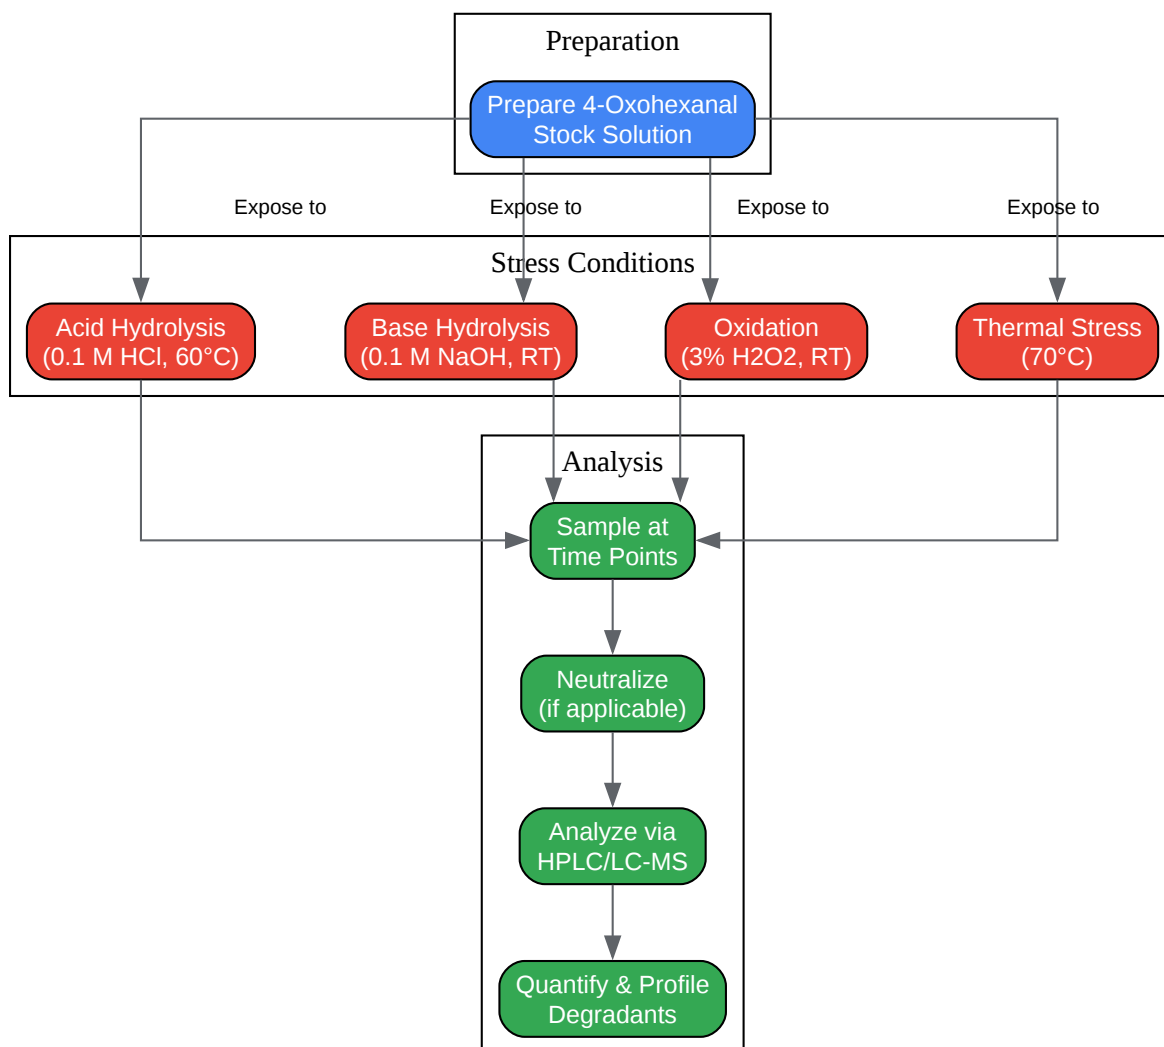 Preparation
Prepare 4-Oxohexanal
Stock Solution
Expose to
Expose to
Expose to
Expose to
Stress Conditions
Acid Hydrolysis
(0.1 M HCl, 60°C)
Base Hydrolysis
(0.1 M NaOH, RT)
Oxidation
(3% H2O2, RT)
Thermal Stress
(70°C)
Analysis
Sample at
Time Points
Neutralize
(if applicable)
Analyze via
HPLC/LC-MS
Quantify & Profile
Degradants